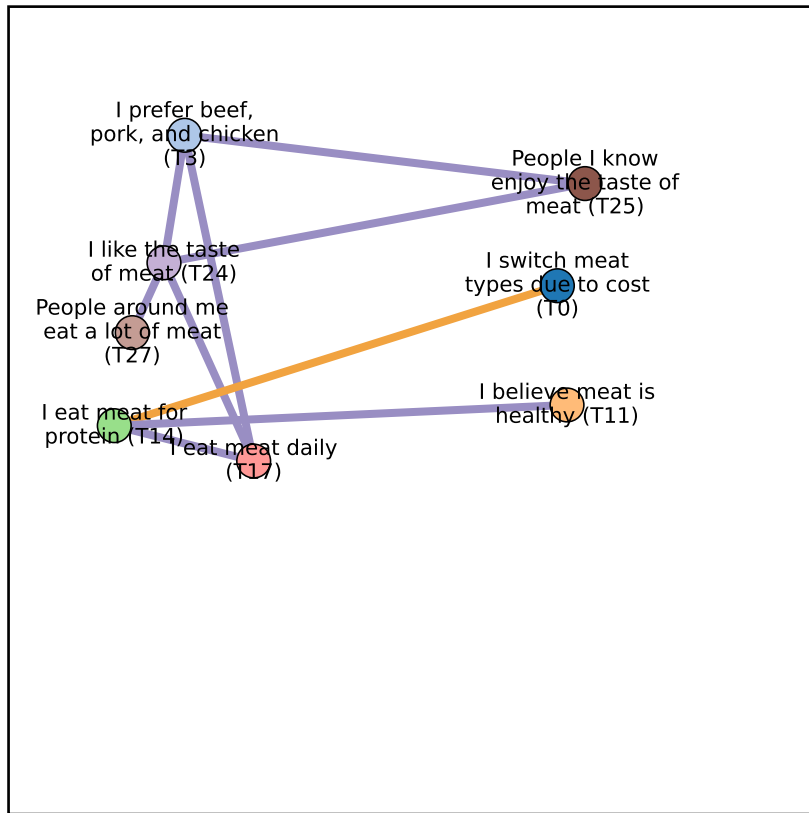 I prefer beef,
pork, and chicken
(T3)
People I know
enjoy the taste of
meat (T25)
I like the taste
of meat (T24)
I switch meat
types due to cost
(T0)
People around me
eat a lot of meat
(T27)
I believe meat is
healthy (T11)
I eat meat for
protein (T14)
I eat meat daily
(T17)